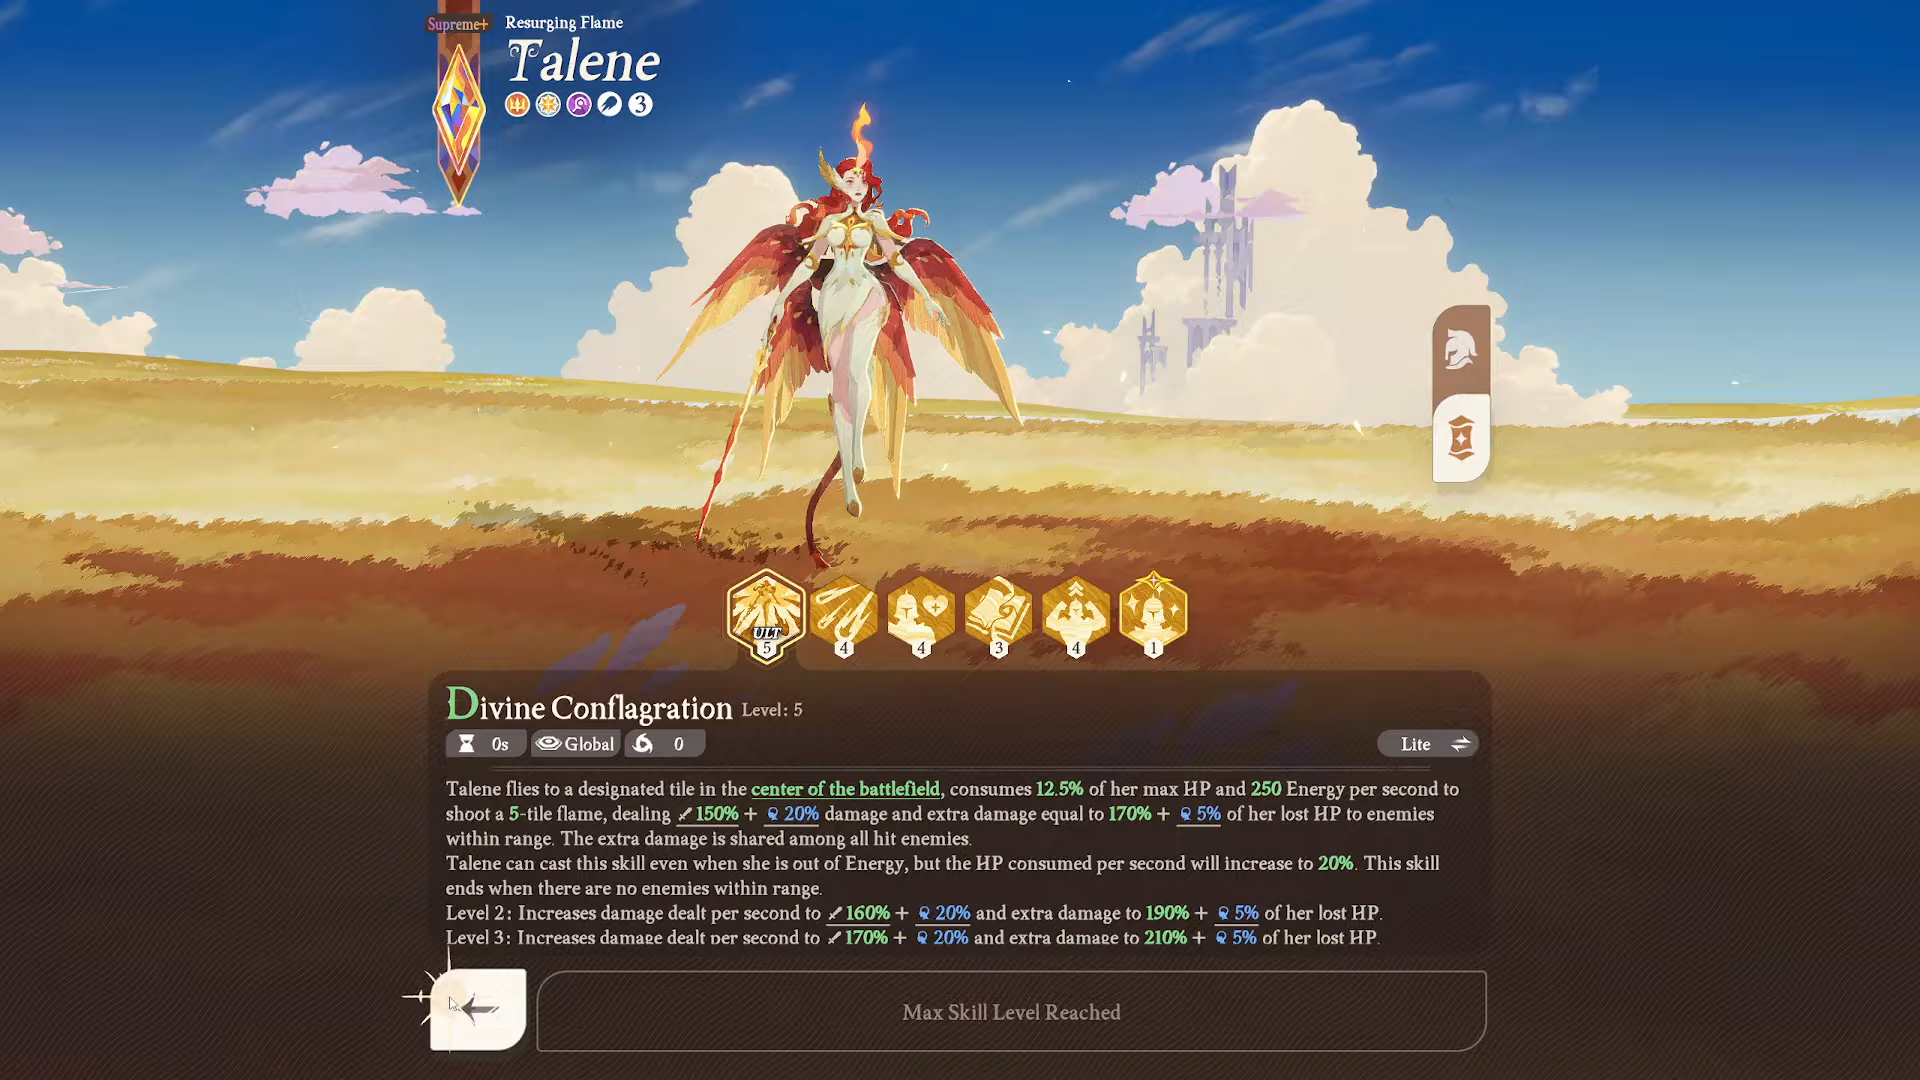 Supreme+
Resurging Flame
Talene
3
ULT
5
4
4
3
4
1
Divine Conflagration Level: 5
0s Global 0
Lite
Talene flies to a designated tile in the center of the battlefield, consumes 12.5% of her max HP and 250 Energy per second to
shoot a 5-tile flame, dealing 150% + 20% damage and extra damage equal to 170% + 5% of her lost HP to enemies
within range. The extra damage is shared among all hit enemies.
Talene can cast this skill even when she is out of Energy, but the HP consumed per second will increase to 20%. This skill
ends when there are no enemies within range.
Level 2: Increases damage dealt per second to 160% + 20% and extra damage to 190% + 5% of her lost HP.
Level 3: Increases damage dealt per second to 170% + 20% and extra damage to 210% + 5% of her lost HP.
Max Skill Level Reached